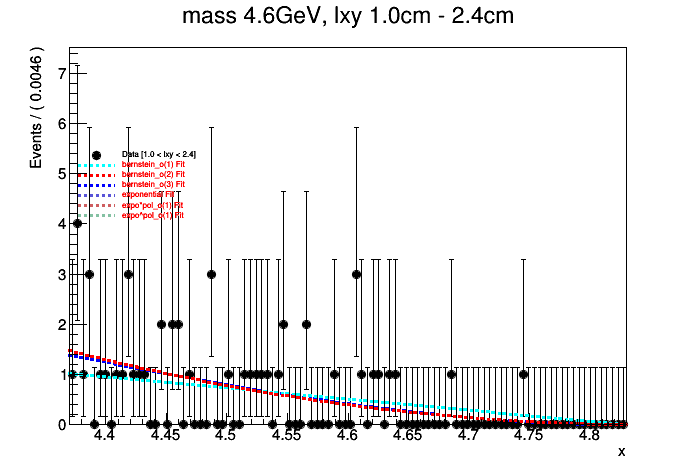 mass 4.6GeV, lxy 1.0cm - 2.4cm
Events / ( 0.0046 )
7
6
5
4
3
2
1
0
Data [1.0 < lxy < 2.4]
bernstein_o(1) Fit
bernstein_o(2) Fit
bernstein_o(3) Fit
exponential Fit
expo*pol_o(1) Fit
expo^pol_o(1) Fit
4.4 4.45 4.5 4.55 4.6 4.65 4.7 4.75 4.8
x